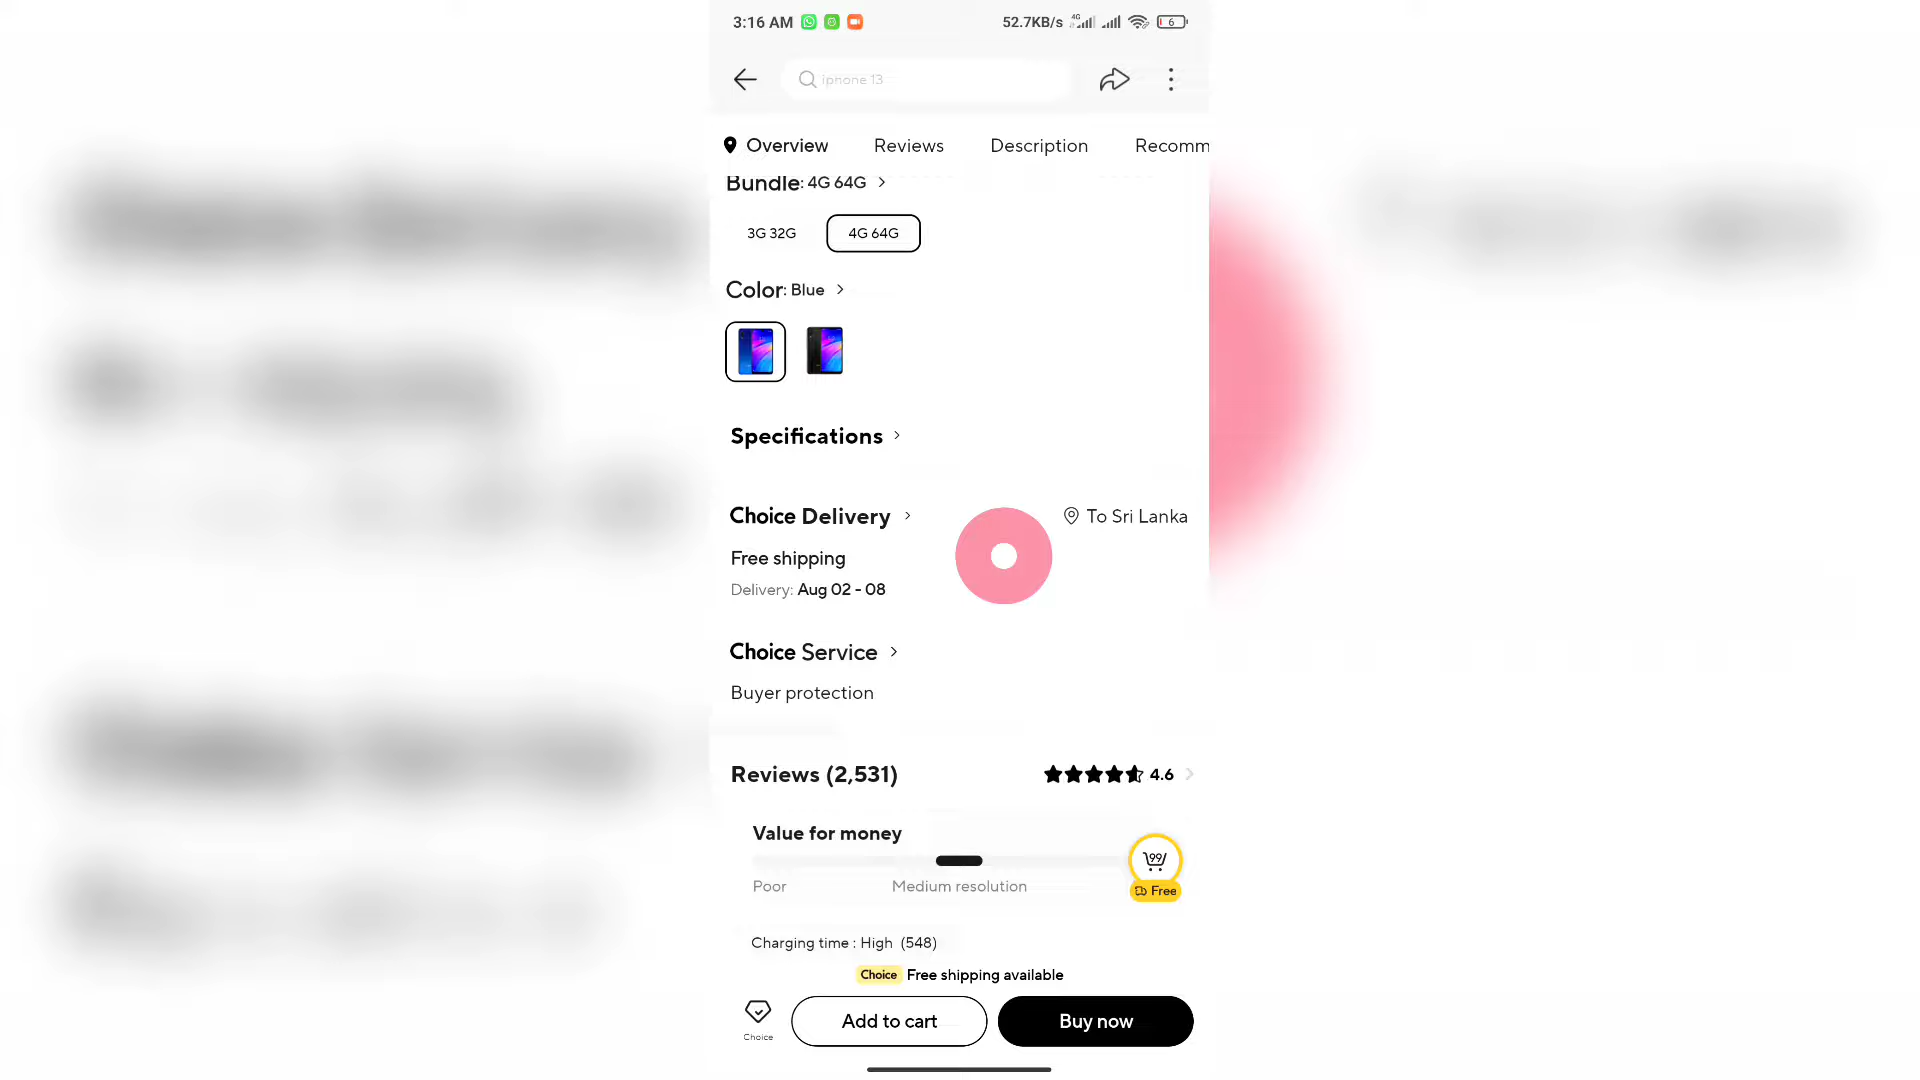 3:16 AM 52.7KB/s 4G 6
iphone 13
Overview Reviews Description Recomm
Bundle: 4G 64G
3G 32G 4G 64G
Color: Blue
Specifications
Choice Delivery To Sri Lanka
Free shipping
Delivery: Aug 02 - 08
Choice Service
Buyer protection
Reviews (2,531) 4.6
Value for money
99/
Poor Medium resolution Free
Charging time : High (548)
Choice Free shipping available
Choice Add to cart Buy now